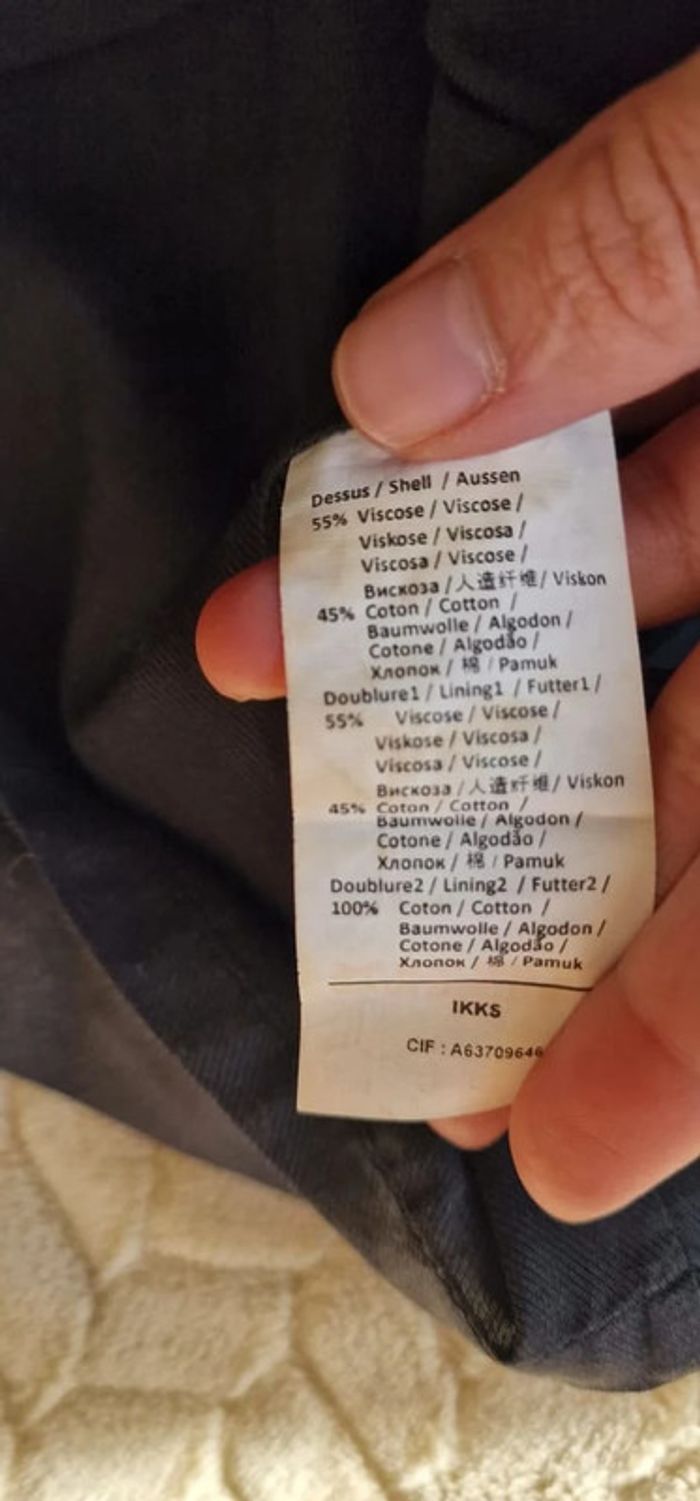 Dessus / Shell / Aussen
55% Viscose / Viscose /
Viskose / Viscosa /
Viscosa / Viscose /
Вискоза / 人造纤维 / Viskon
45% Coton / Cotton /
Baumwolle / Algodon /
Cotone / Algodão /
Хлопок / 棉 / Pamuk
Doublure1 / Lining1 / Futter1 /
55% Viscose / Viscose /
Viskose / Viscosa /
Viscosa / Viscose /
Вискоза / 人造纤维 / Viskon
45% Coton / Cotton /
Baumwolle / Algodon /
Cotone / Algodão /
Хлопок / 棉 / Pamuk
Doublure2 / Lining2 / Futter2 /
100% Coton / Cotton /
Baumwolle / Algodon /
Cotone / Algodão /
Хлопок / 棉 / Pamuk
IKKS
CIF : A63709646